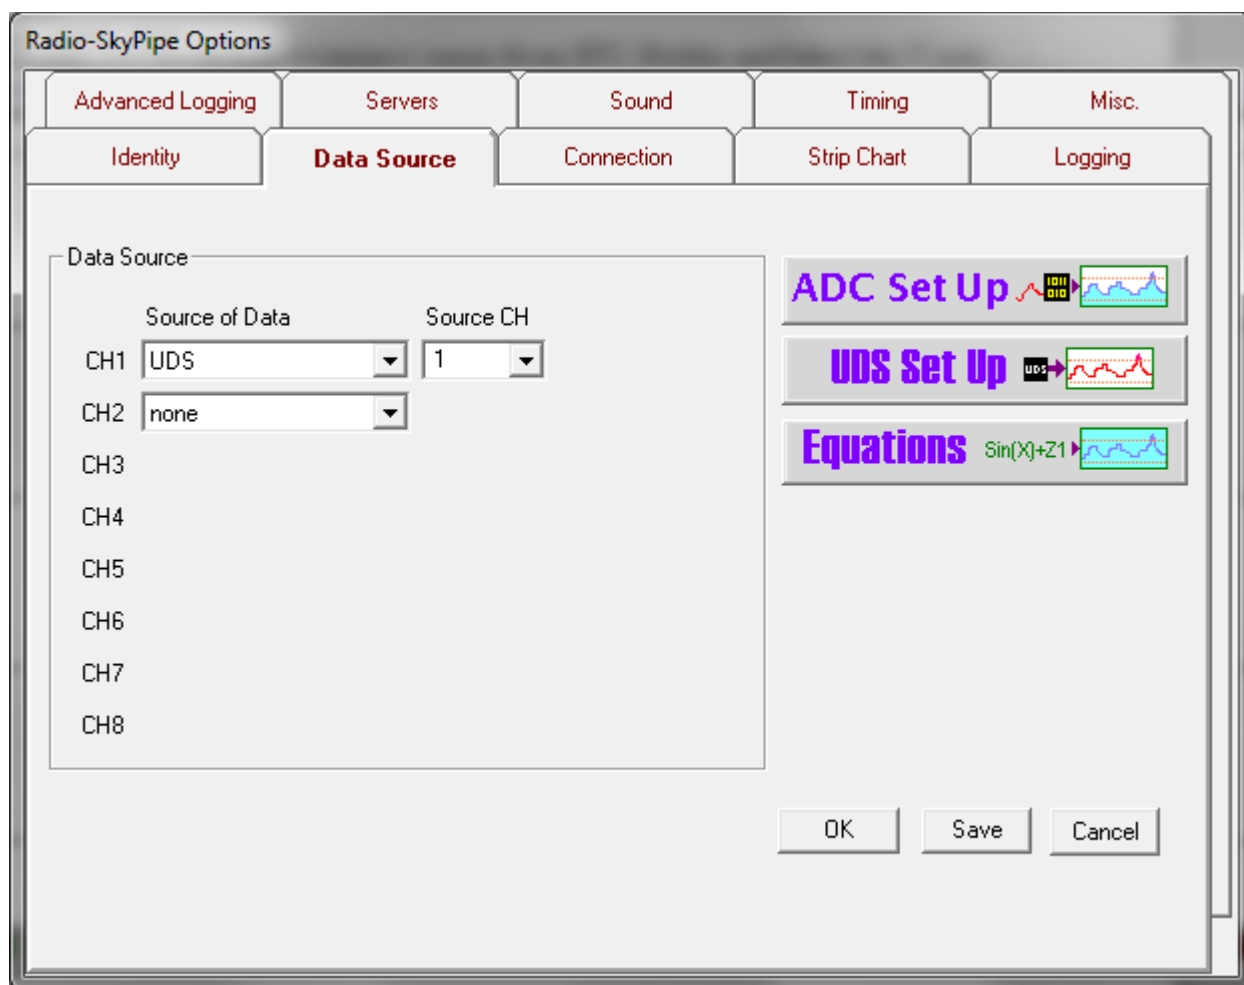 Radio-SkyPipe Options
Advanced Logging Servers Sound Timing Misc.
Identity Data Source Connection Strip Chart Logging
Data Source
Source of Data Source CH
CH1 UDS 1
CH2 none
CH3
CH4
CH5
CH6
CH7
CH8
ADC Set Up 1011 010
UDS Set Up UDS
Equations Sin(X)+Z1
OK Save Cancel